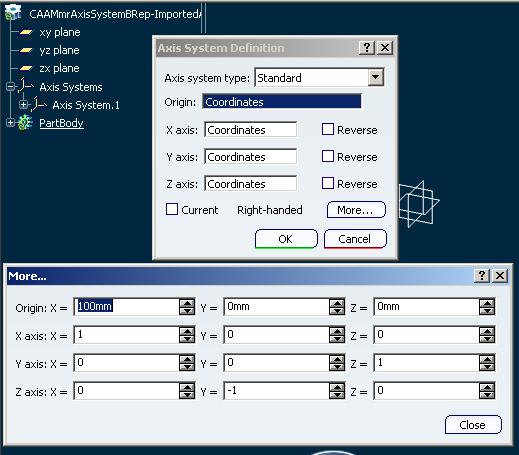 CAAMmrAxisSystemBRep-Imported
xy plane
yz plane
zx plane
Axis Systems
Axis System.1
PartBody
Axis System Definition
Axis system type: Standard
Origin: Coordinates
X axis: Coordinates Reverse
Y axis: Coordinates Reverse
Z axis: Coordinates Reverse
Current Right-handed More...
OK Cancel
More...
Origin: X = 100mm Y = 0mm Z = 0mm
X axis: X = 1 Y = 0 Z = 0
Y axis: X = 0 Y = 0 Z = 1
Z axis: X = 0 Y = -1 Z = 0
Close